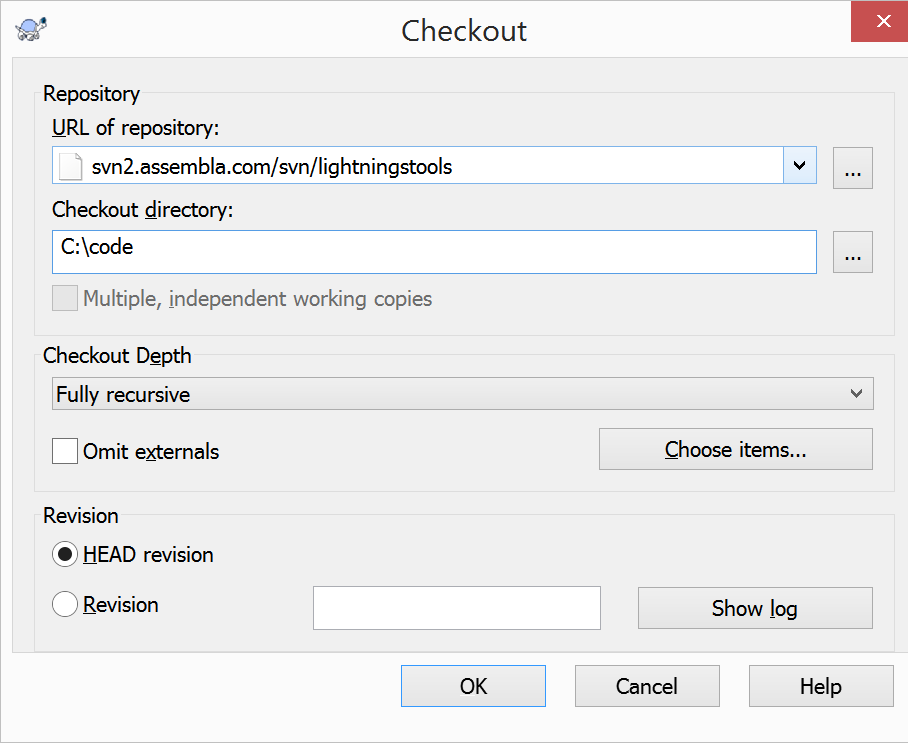 Checkout
Repository
URL of repository:
svn2.assembla.com/svn/lightningstools
...
Checkout directory:
C:\code
...
Multiple, independent working copies
Checkout Depth
Fully recursive
Omit externals
Choose items...
Revision
HEAD revision
Revision
Show log
OK
Cancel
Help